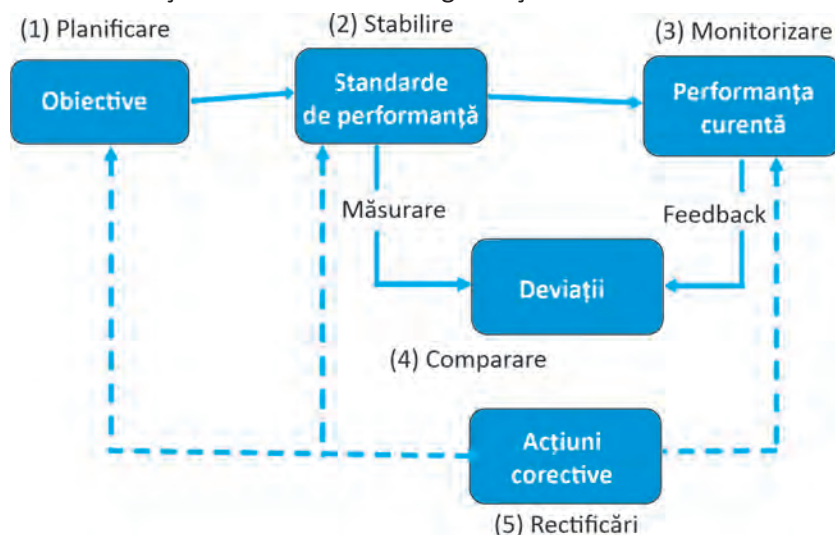 (1) Planificare
(2) Stabilire
(3) Monitorizare
Obiective
Standarde
de performanță
Performanța
curentă
Măsurare
Feedback
Deviații
(4) Comparare
Acțiuni
corective
(5) Rectificări